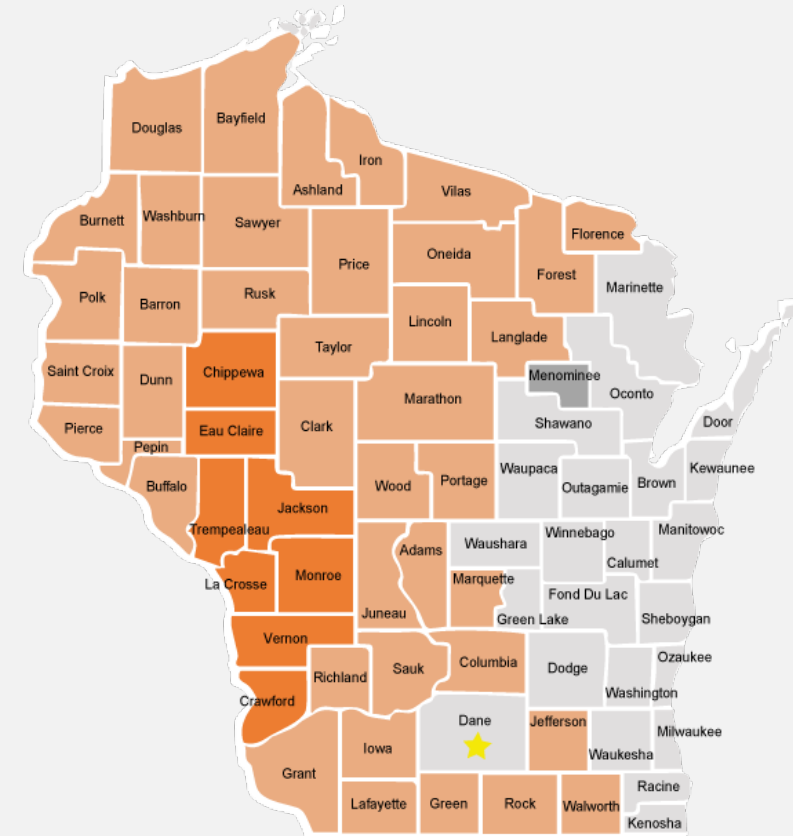 Bayfield
Douglas
Iron
Ashland
Vilas
Burnett
Washburn
Sawyer
Florence
Oneida
Price
Forest
Marinette
Polk
Barron
Rusk
Lincoln
Langlade
Taylor
Saint Croix
Dunn
Chippewa
Menominee
Oconto
Marathon
Door
Shawano
Pierce
Eau Claire
Clark
Pepin
Waupaca
Kewaunee
Buffalo
Wood
Portage
Outagamie
Brown
Jackson
Trempealeau
Winnebago
Manitowoc
Adams
Waushara
Calumet
La Crosse
Monroe
Marquette
Fond Du Lac
Juneau
Green Lake
Sheboygan
Vernon
Ozaukee
Richland
Sauk
Columbia
Dodge
Washington
Crawford
Dane
Jefferson
Milwaukee
Iowa
Waukesha
Grant
Racine
Lafayette
Green
Rock
Walworth
Kenosha